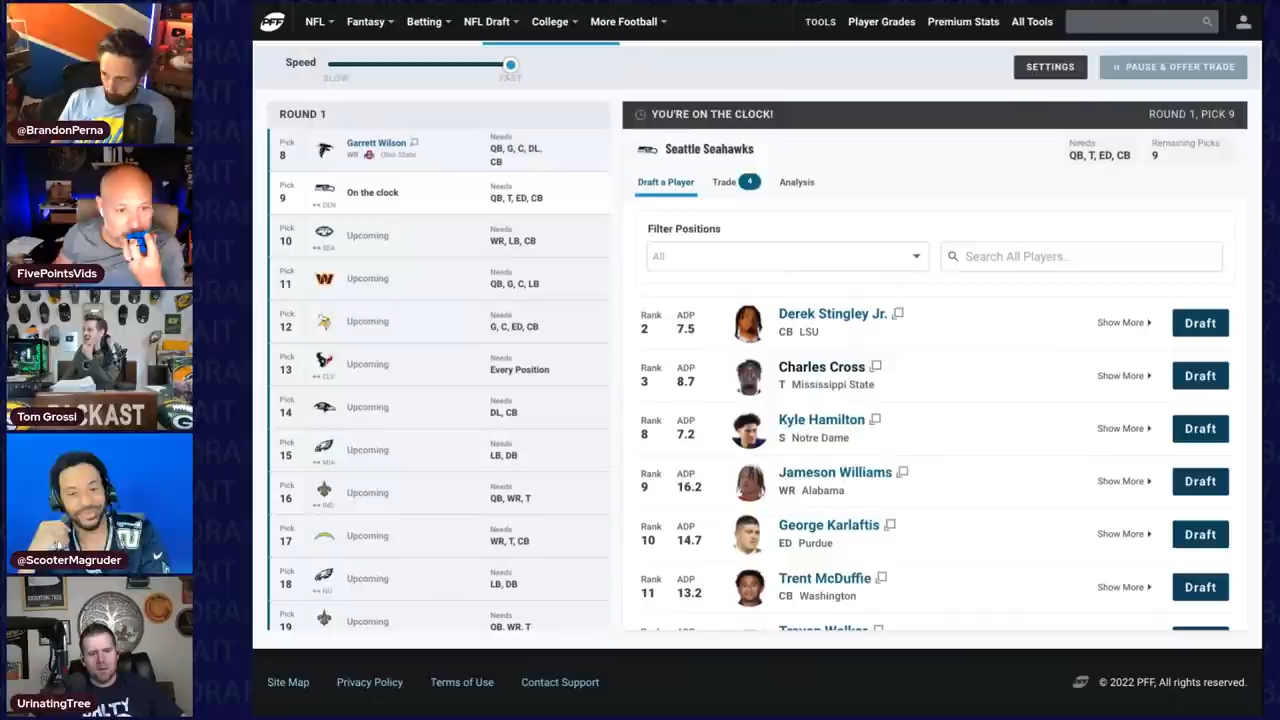 @BrandonPerna
FivePointsVids
Tom Grossi
PACKAST
@ScooterMagruder
UrinatingTree
PFF
NFL
Fantasy
Betting
NFL Draft
College
More Football
TOOLS
Player Grades
Premium Stats
All Tools
Speed
SLOW
FAST
SETTINGS
PAUSE & OFFER TRADE
ROUND 1
Pick
8
Garrett Wilson
WR Ohio State
Needs
QB, G, C, DL,
CB
Pick
9
DEN
On the clock
Needs
QB, T, ED, CB
Pick
10
SEA
Upcoming
Needs
WR, LB, CB
Pick
11
Upcoming
Needs
QB, G, C, LB
Pick
12
Upcoming
Needs
G, C, ED, CB
Pick
13
CLV
Upcoming
Needs
Every Position
Pick
14
Upcoming
Needs
DL, CB
Pick
15
MIA
Upcoming
Needs
LB, DB
Pick
16
IND
Upcoming
Needs
QB, WR, T
Pick
17
Upcoming
Needs
WR, T, CB
Pick
18
NO
Upcoming
Needs
LB, DB
Pick
19
Upcoming
Needs
QB, WR, T
YOU'RE ON THE CLOCK!
ROUND 1, PICK 9
Seattle Seahawks
Needs
QB, T, ED, CB
Remaining Picks
9
Draft a Player
Trade 4
Analysis
Filter Positions
All
Search All Players...
Rank
2
ADP
7.5
Derek Stingley Jr.
CB LSU
Show More
Draft
Rank
3
ADP
8.7
Charles Cross
T Mississippi State
Show More
Draft
Rank
8
ADP
7.2
Kyle Hamilton
S Notre Dame
Show More
Draft
Rank
9
ADP
16.2
Jameson Williams
WR Alabama
Show More
Draft
Rank
10
ADP
14.7
George Karlaftis
ED Purdue
Show More
Draft
Rank
11
ADP
13.2
Trent McDuffie
CB Washington
Show More
Draft
Site Map
Privacy Policy
Terms of Use
Contact Support
© 2022 PFF, All rights reserved.